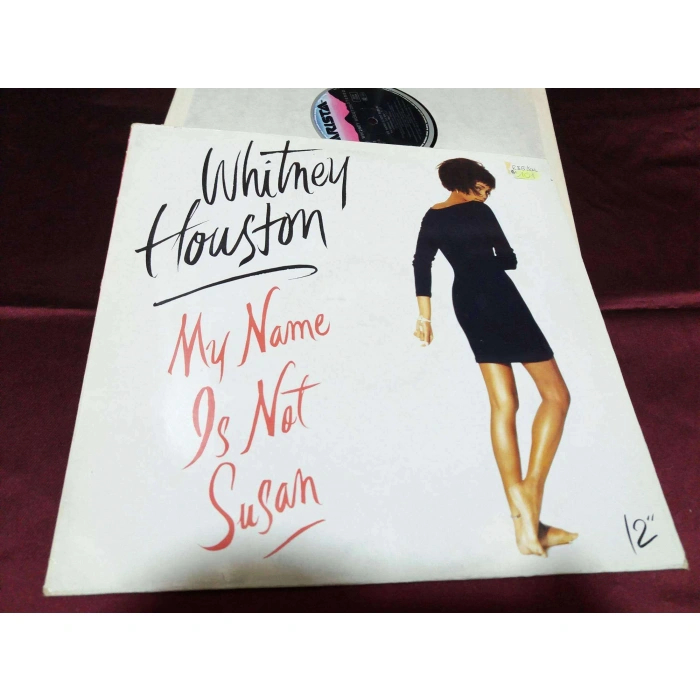 ARISTA
Whitney
Houston
My Name
Is Not
Susan
12"